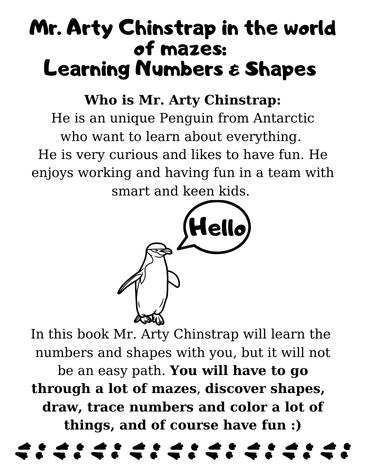 Mr. Arty Chinstrap in the world
of mazes:
Learning Numbers & Shapes
Who is Mr. Arty Chinstrap:
He is an unique Penguin from Antarctic
who want to learn about everything.
He is very curious and likes to have fun. He
enjoys working and having fun in a team with
smart and keen kids.
Hello
In this book Mr. Arty Chinstrap will learn the
numbers and shapes with you, but it will not
be an easy path. You will have to go
through a lot of mazes, discover shapes,
draw, trace numbers and color a lot of
things, and of course have fun :)